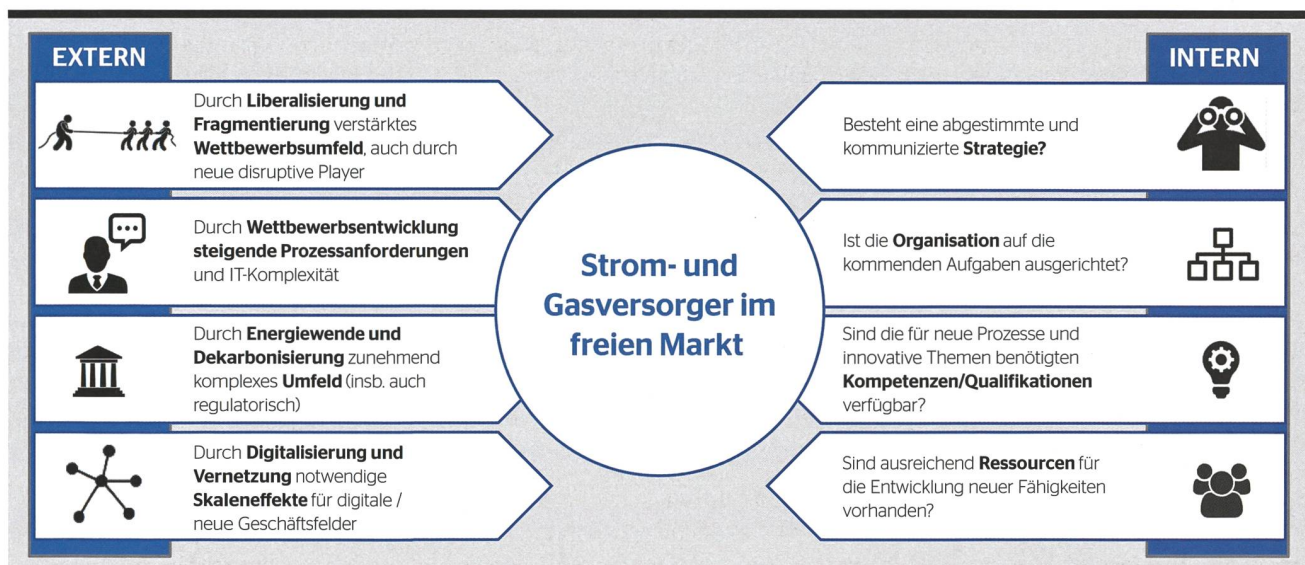 EXTERN
Durch Liberalisierung und
Fragmentierung verstärktes
Wettbewerbsumfeld, auch durch
neue disruptive Player
Durch Wettbewerbsentwicklung
steigende Prozessanforderungen
und IT-Komplexität
Durch Energiewende und
Dekarbonisierung zunehmend
komplexes Umfeld (insb. auch
regulatorisch)
Durch Digitalisierung und
Vernetzung notwendige
Skaleneffekte für digitale /
neue Geschäftsfelder
Strom- und
Gasversorger im
freien Markt
INTERN
Besteht eine abgestimmte und
kommunizierte Strategie?
Ist die Organisation auf die
kommenden Aufgaben ausgerichtet?
Sind die für neue Prozesse und
innovative Themen benötigten
Kompetenzen/Qualifikationen
verfügbar?
Sind ausreichend Ressourcen für
die Entwicklung neuer Fähigkeiten
vorhanden?